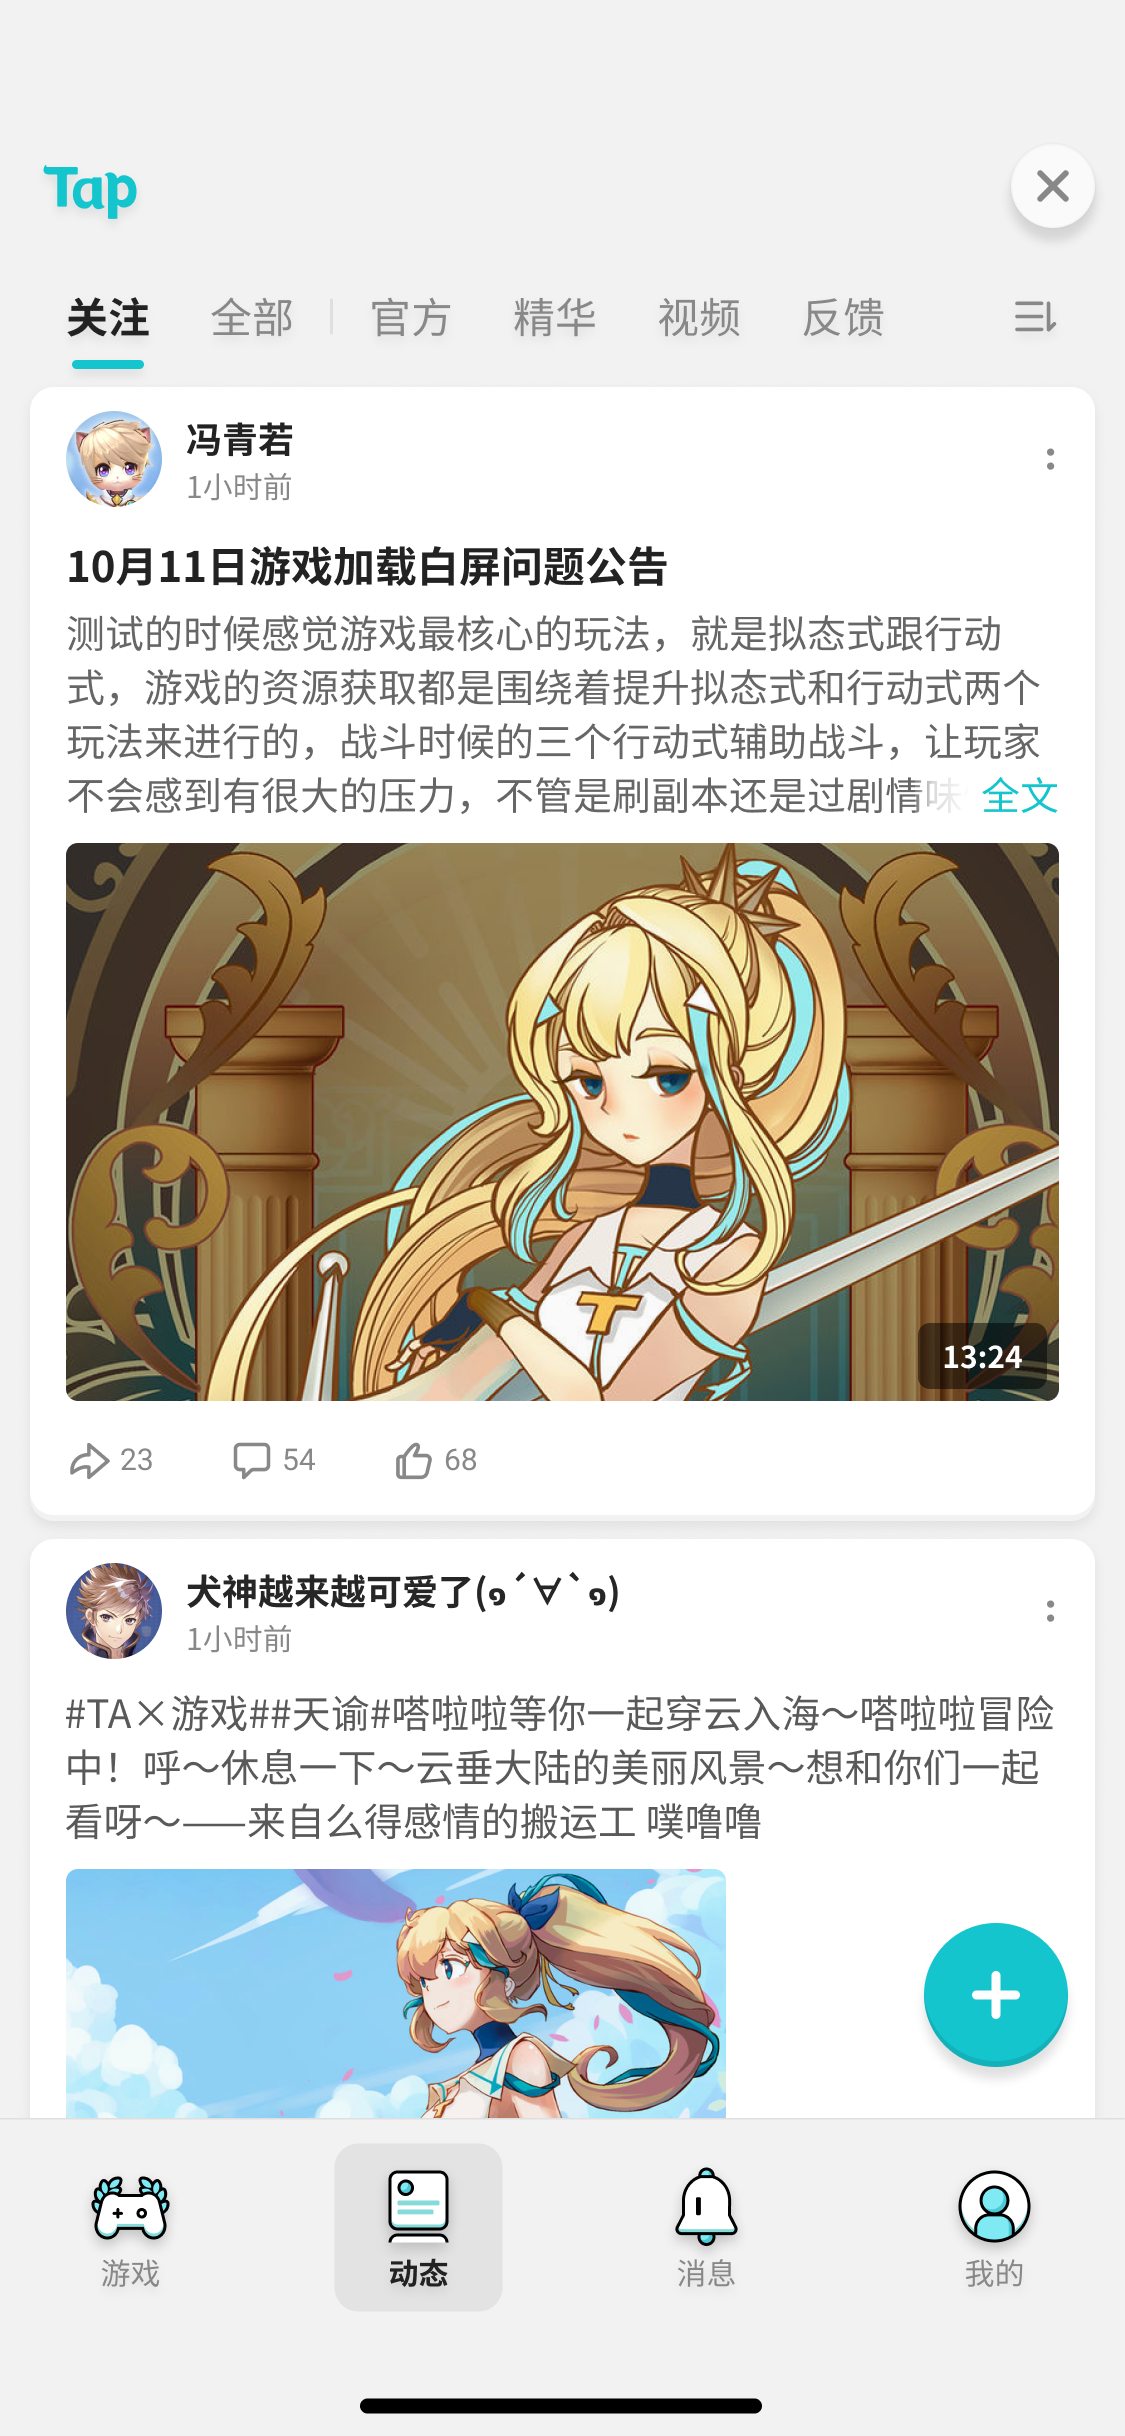 Tap
关注 全部 官方 精华 视频 反馈
冯青若
1小时前
10月11日游戏加载白屏问题公告
测试的时候感觉游戏最核心的玩法，就是拟态式跟行动
式，游戏的资源获取都是围绕着提升拟态式和行动式两个
玩法来进行的，战斗时候的三个行动式辅助战斗，让玩家
不会感到有很大的压力，不管是刷副本还是过剧情味 全文
13:24
23 54 68
犬神越来越可爱了(๑´∀`๑)
1小时前
#TA×游戏##天谕#嗒啦啦等你一起穿云入海～嗒啦啦冒险
中！呼～休息一下～云垂大陆的美丽风景～想和你们一起
看呀～——来自么得感情的搬运工 噗噜噜
游戏 动态 消息 我的